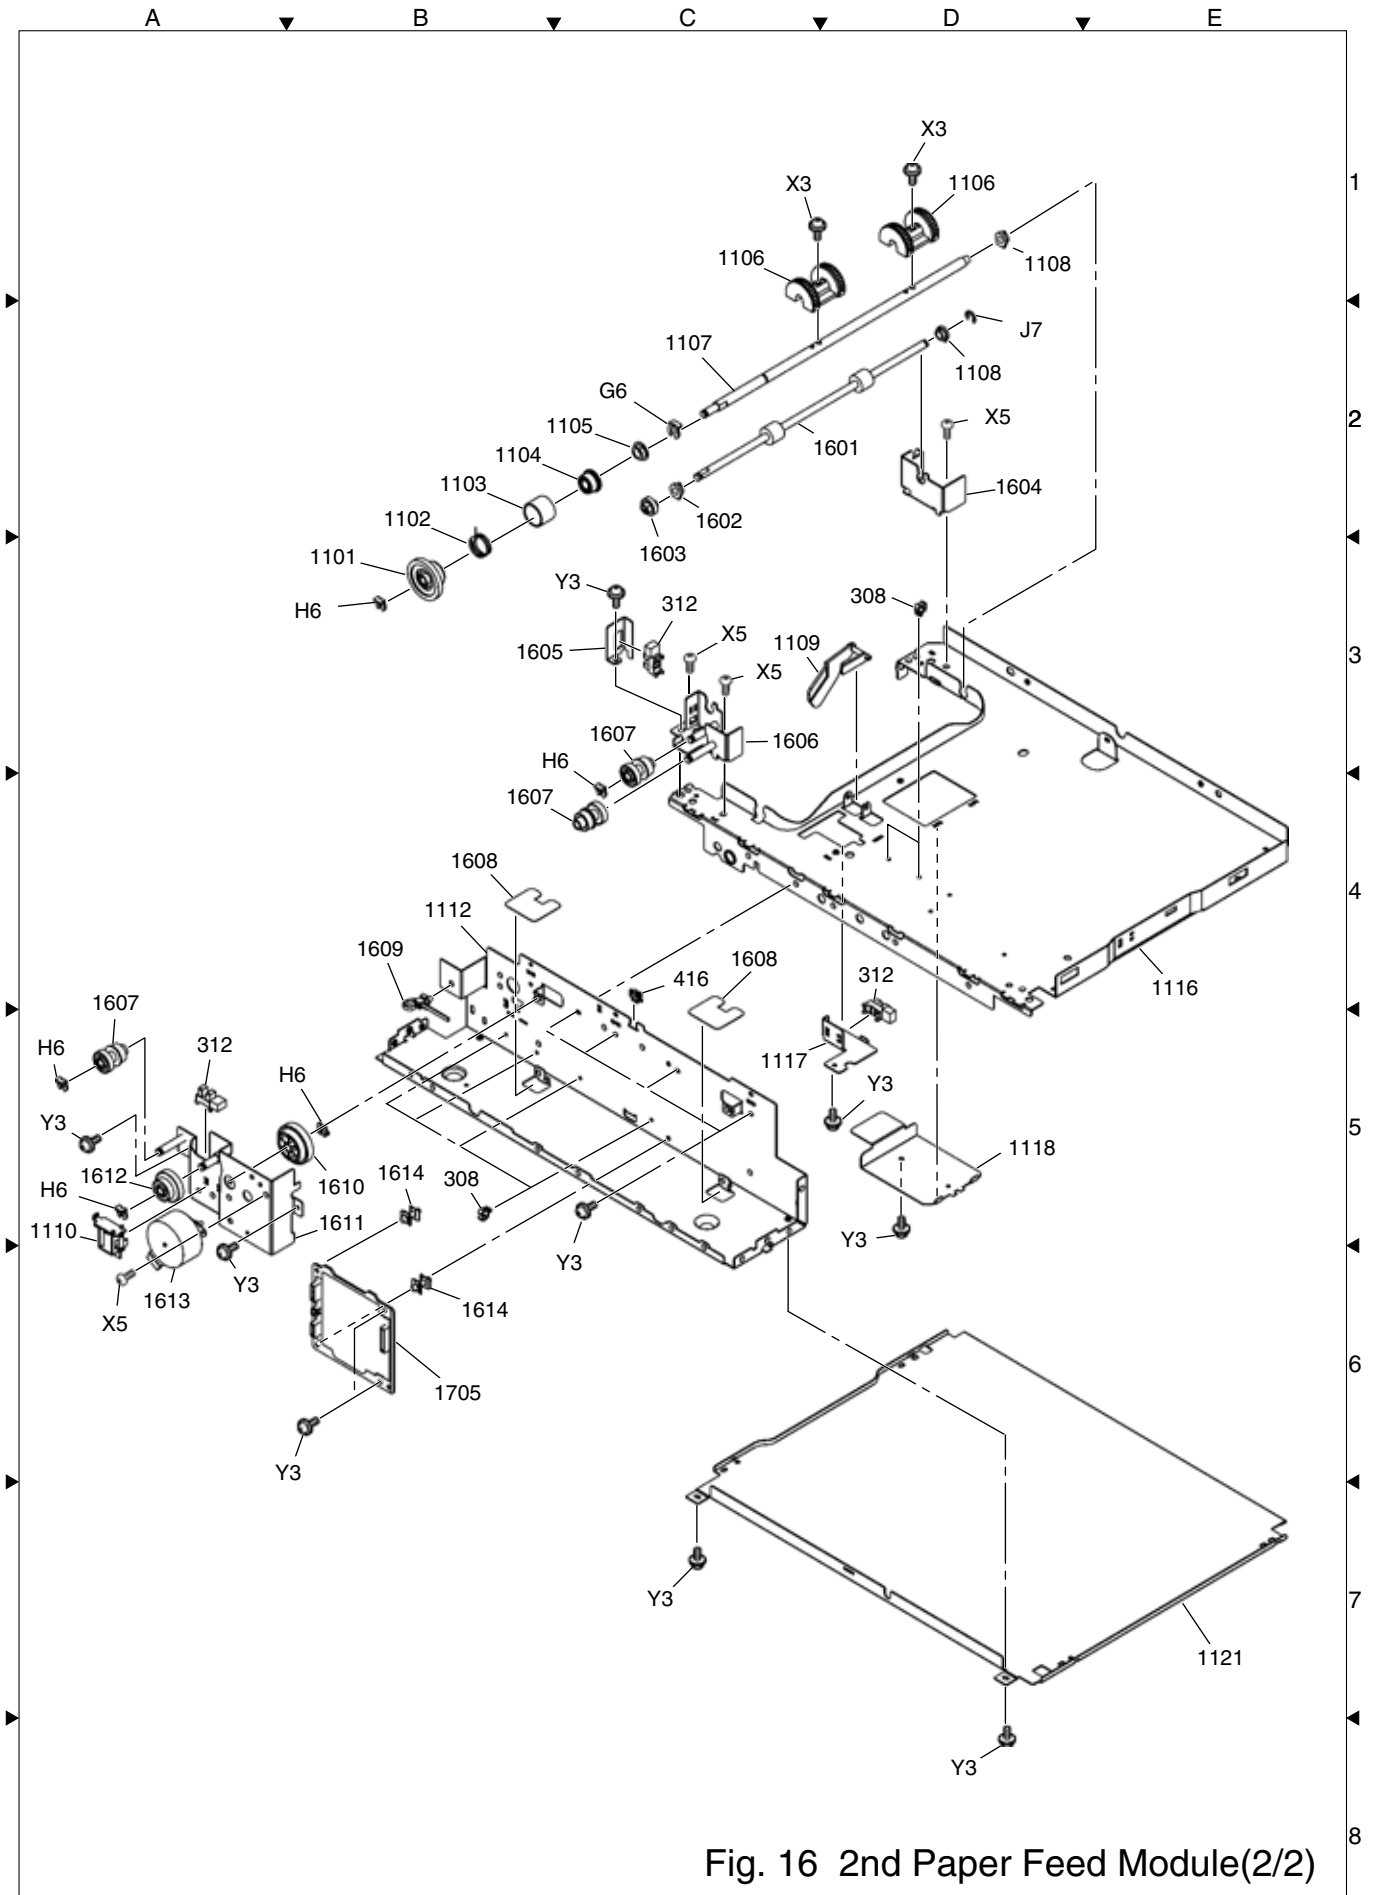 A B C D E
X3
1
X3 1106
1106 1108
J7
1107 1108
G6
X5 2
1105 1601
1104
1103 1604
1102 1602
1603
1101
Y3 308
H6 312
X5
1605 1109 3
X5
1607 1606
H6
1607
1608
1112 4
1609 1608
416 312
1607 1116
H6 312
H6 1117
Y3 Y3
5
1612 1118
H6 1610 1614 308
1110 1611 Y3
Y3 Y3
1613 1614
X5
6
1705
Y3
Y3 7
1121
Y3
8
Fig. 16 2nd Paper Feed Module(2/2)